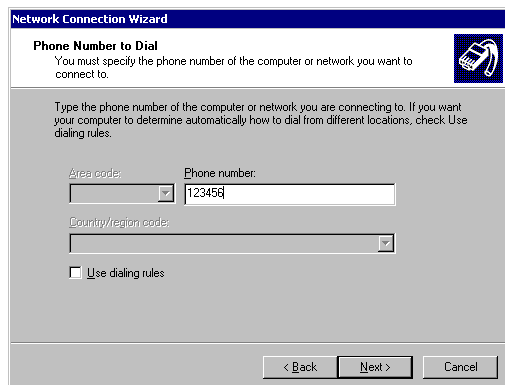 Network Connection Wizard
Phone Number to Dial
You must specify the phone number of the computer or network you want to
connect to.
Type the phone number of the computer or network you are connecting to. If you want
your computer to determine automatically how to dial from different locations, check Use
dialing rules.
Area code: Phone number:
123456
Country/region code:
Use dialing rules
< Back Next > Cancel